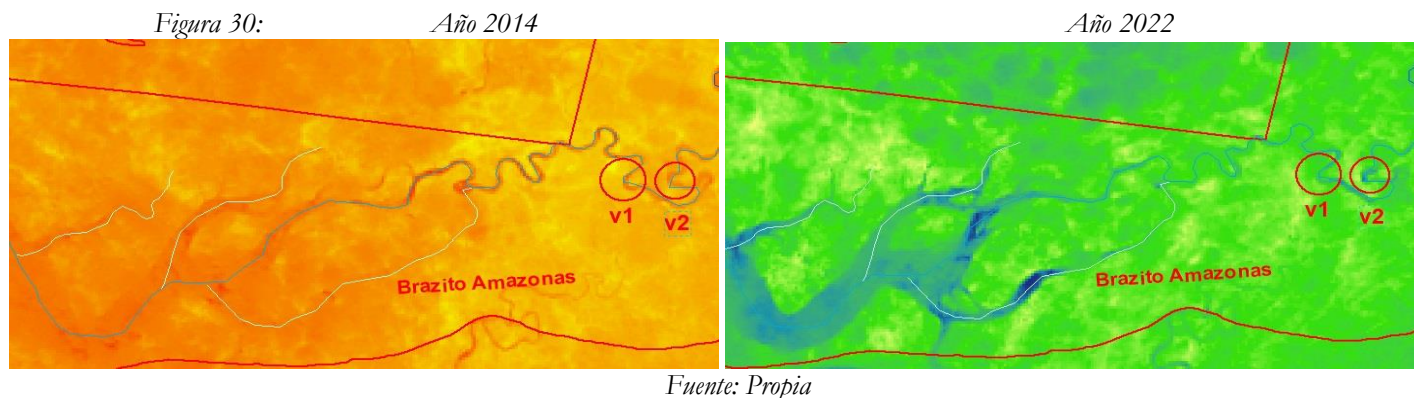 Figura 30: Año 2014 Año 2022
v1 v2 Brazito Amazonas
v1 v2 Brazito Amazonas
Fuente: Propia